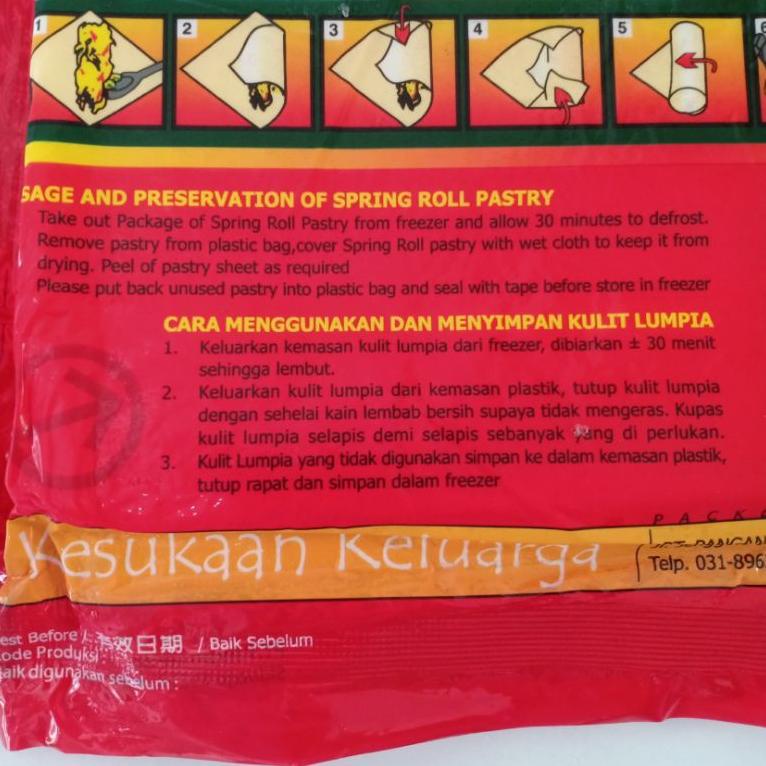 1 2 3 4 5 6
SAGE AND PRESERVATION OF SPRING ROLL PASTRY
Take out Package of Spring Roll Pastry from freezer and allow 30 minutes to defrost.
Remove pastry from plastic bag,cover Spring Roll pastry with wet cloth to keep it from
drying. Peel of pastry sheet as required
Please put back unused pastry into plastic bag and seal with tape before store in freezer
CARA MENGGUNAKAN DAN MENYIMPAN KULIT LUMPIA
1. Keluarkan kemasan kulit lumpia dari freezer, dibiarkan ± 30 menit
sehingga lembut.
2. Keluarkan kulit lumpia dari kemasan plastik, tutup kulit lumpia
dengan sehelai kain lembab bersih supaya tidak mengeras. Kupas
kulit lumpia selapis demi selapis sebanyak yang di perlukan.
3. Kulit Lumpia yang tidak digunakan simpan ke dalam kemasan plastik,
tutup rapat dan simpan dalam freezer
PACK
Kesukaan Keluarga
Telp. 031-896
est Before / 有效日期 / Baik Sebelum
ode Produksi
aik digunakan sebelum :